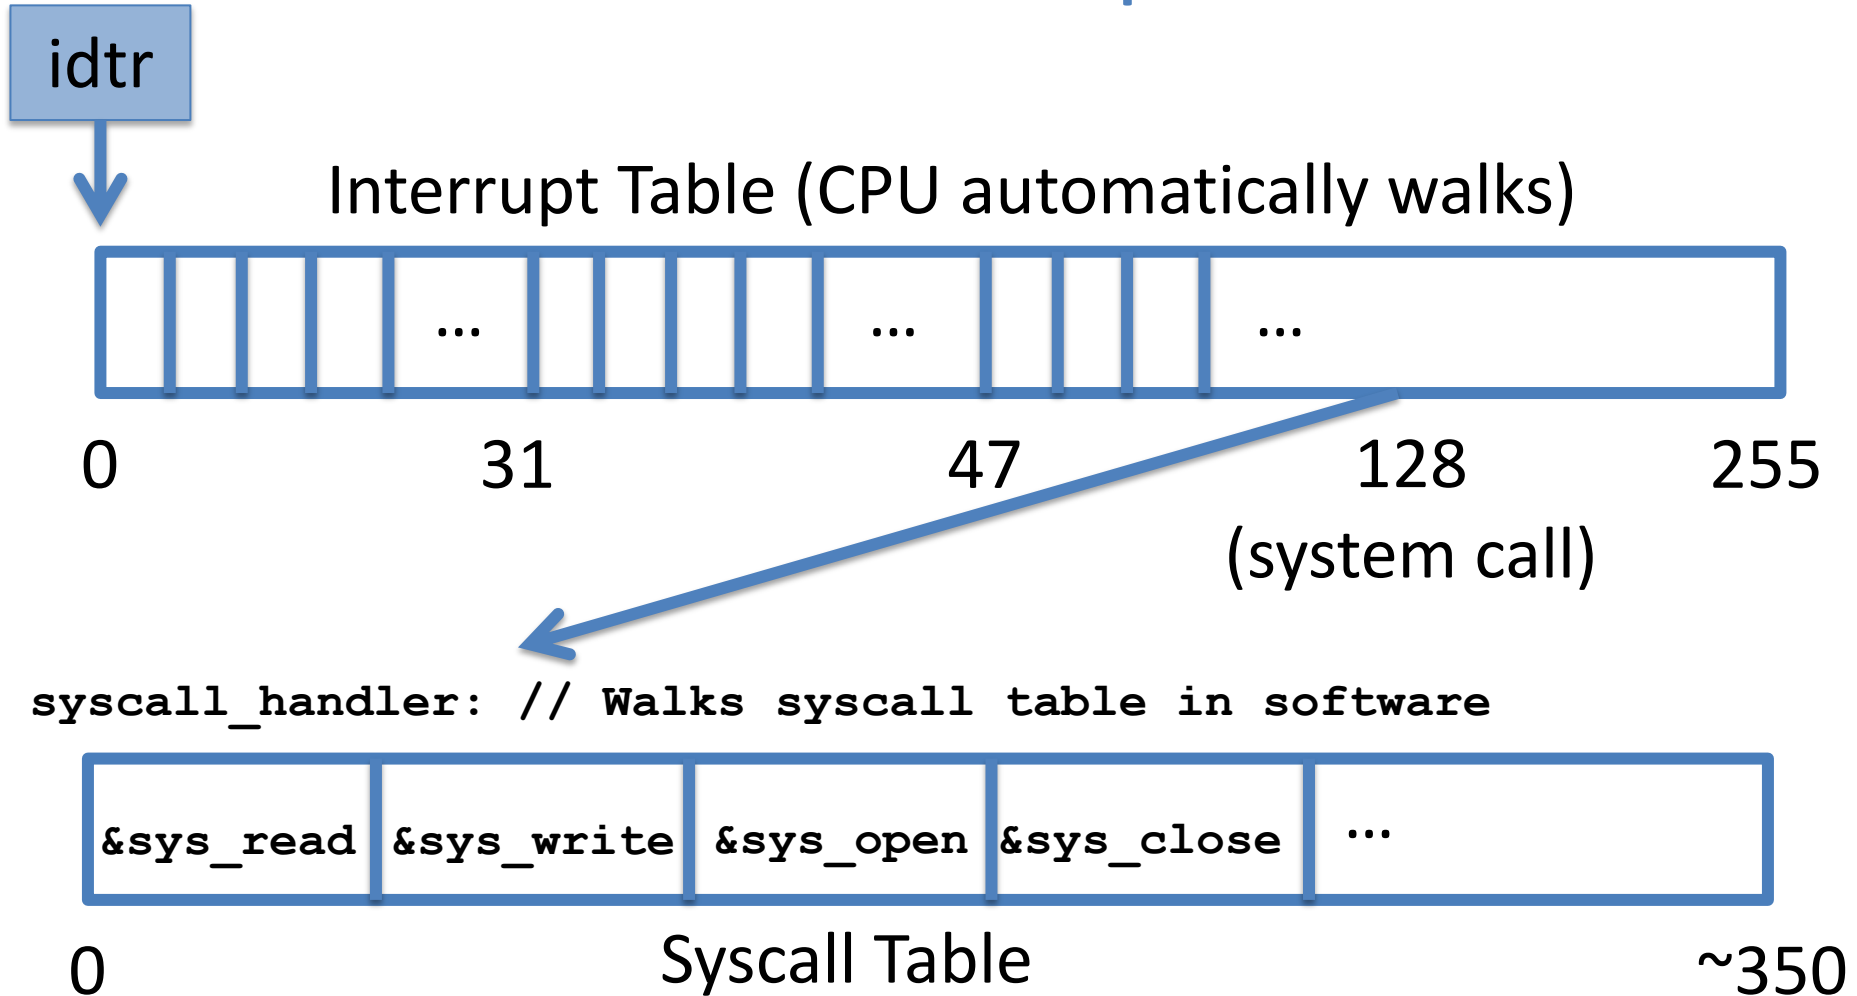 idtr
Interrupt Table (CPU automatically walks)
... ... ...
0 31 47 128 255
(system call)
syscall_handler: // Walks syscall table in software
&sys_read &sys_write &sys_open &sys_close ...
0 Syscall Table ~350